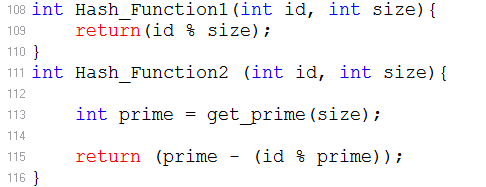 108 int Hash_Function1(int id, int size){
109     return(id % size);
110 }
111 int Hash_Function2 (int id, int size){
112
113     int prime = get_prime(size);
114
115     return (prime - (id % prime));
116 }